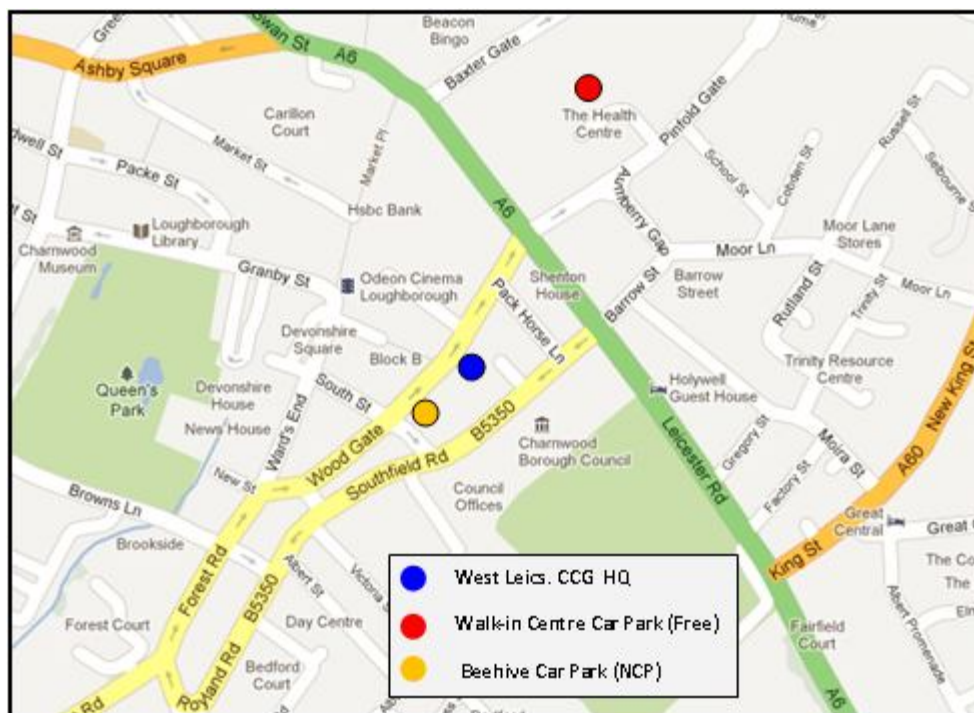 Swan St
A6
Beacon
Bingo
Baxter Gate
Ashby Square
Carillon
Court
The Health
Centre
Pinfold Gate
Russell St
Selbourne
School St
Cobden St
Packe St
Market St
Market Pl
Hsbc Bank
A6
Aumberry Gap
Loughborough
Library
Charnwood
Museum
Granby St
Odeon Cinema
Loughborough
Shenton
House
Moor Ln
Moor Lane
Stores
Barrow St
Barrow
Street
Rutland St
Trinity St
Moor Ln
Pack Horse Ln
Devonshire
Square
Block B
Queen's
Park
Devonshire
House
News House
South St
Ward's End
Trinity Resource
Centre
Holywell
Guest House
New King St
A60
Wood Gate
B5350
Southfield Rd
Charnwood
Borough Council
Leicester Rd
Gregory St
Moira St
Factory St
New St
Browns Ln
Brookside
Council
Offices
Great
Central
King St
Forest Rd
B5350
Royland Rd
Albert St
Day Centre
Forest Court
Bedford
Court
Fairfield
Court
Albert Promenade
A6
West Leics. CCG HQ
Walk-in Centre Car Park (Free)
Beehive Car Park (NCP)